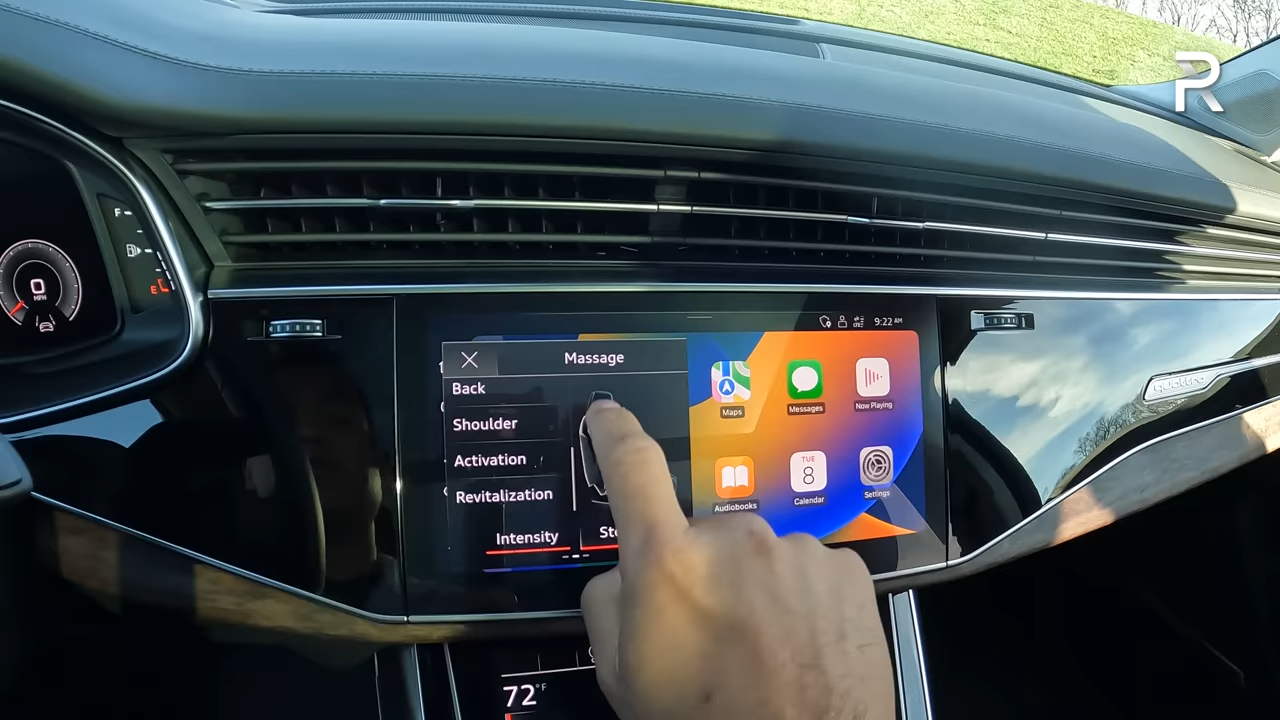 R
F
0
MPH
E
9:22 AM
Massage
Back
Shoulder
Activation
Revitalization
Intensity
Maps
Messages
Now Playing
TUE
8
Audiobooks
Calendar
Settings
quattro
72°F